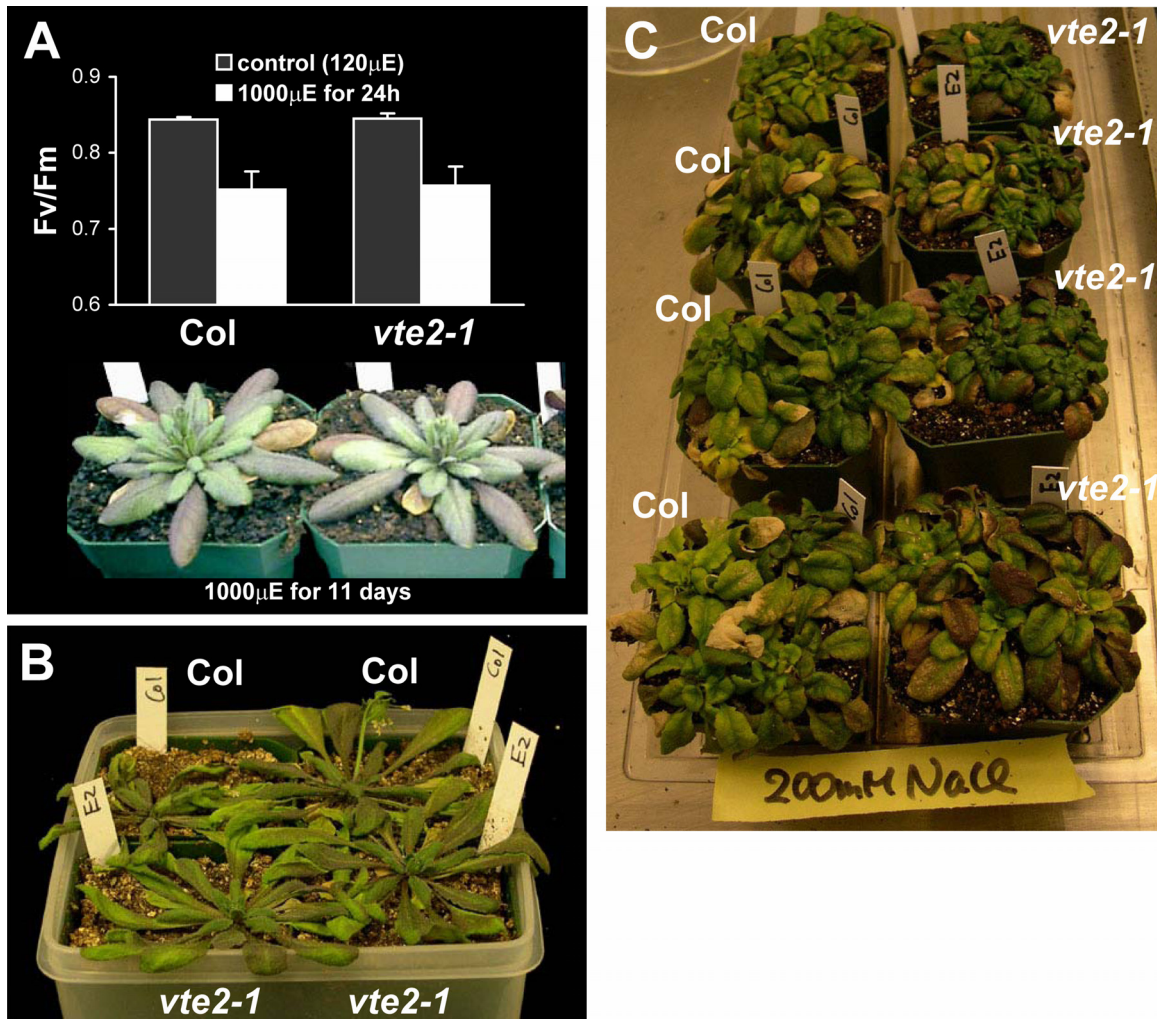 A
control (120µE)
1000µE for 24h
0.9
0.8
0.7
0.6
Fv/Fm
Col
vte2-1
1000µE for 11 days
B
Col
Col
Col
Col
E2
E2
vte2-1
vte2-1
C
Col
vte2-1
E2
Col
Col
vte2-1
E2
Col
Col
vte2-1
E2
Col
Col
vte2-1
200mM NaCl